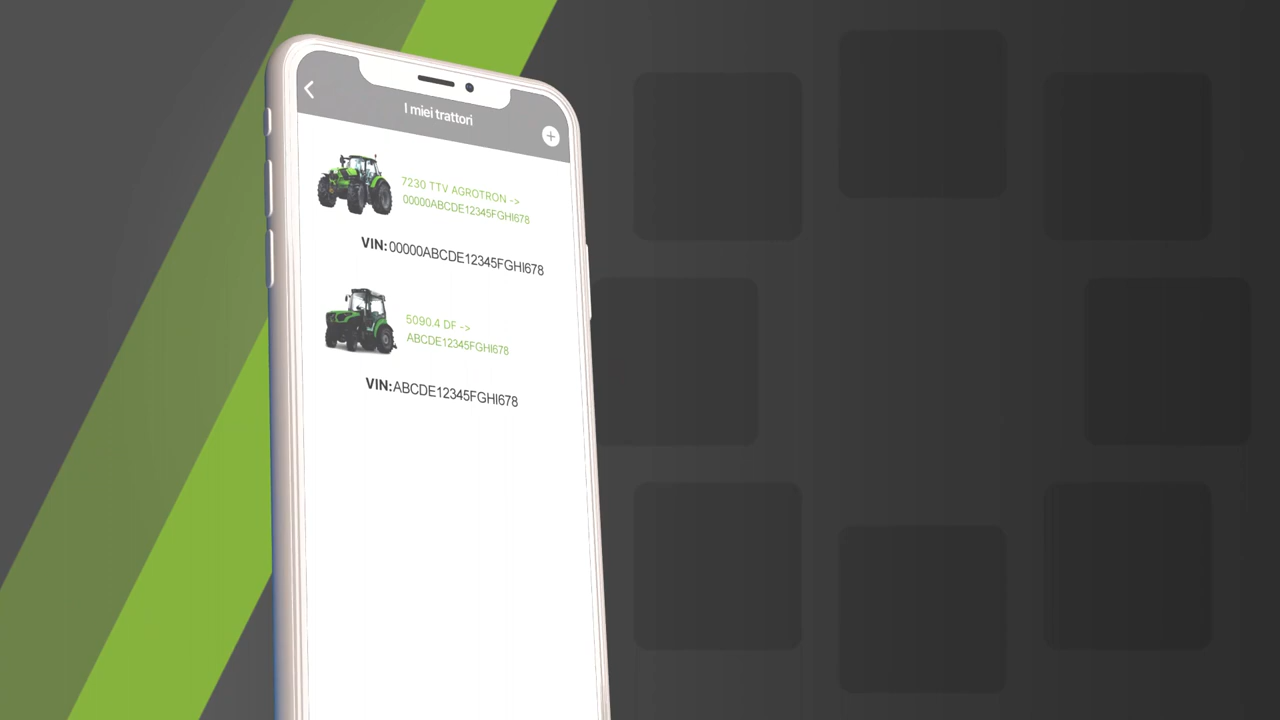 I miei trattori
7230 TTV AGROTRON ->
00000ABCDE12345FGHI678
VIN: 00000ABCDE12345FGHI678
5090.4 DF ->
ABCDE12345FGHI678
VIN: ABCDE12345FGHI678